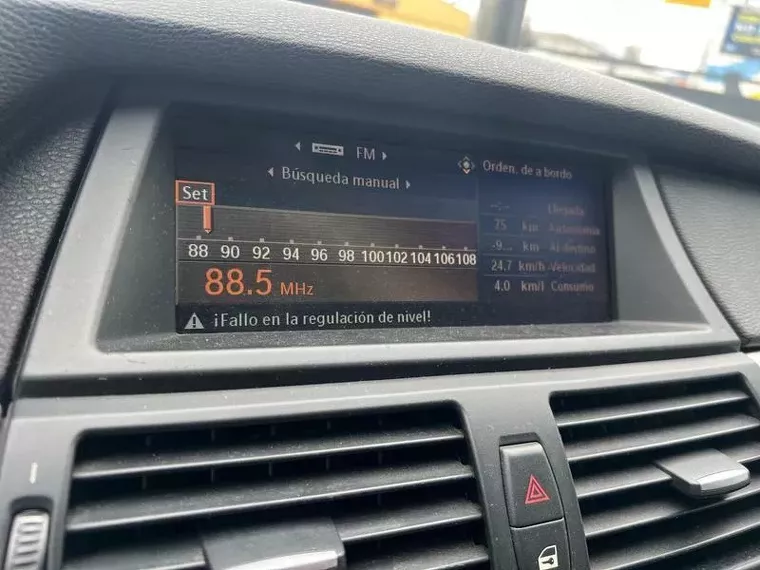 FM
Búsqueda manual
Set
88 90 92 94 96 98 100 102 104 106 108
88.5 MHz
¡Fallo en la regulación de nivel!
Orden. de a bordo
--:-- Llegada
75 km Autonomía
km Al destino
24.7 km/h Velocidad
4.0 km/l Consumo